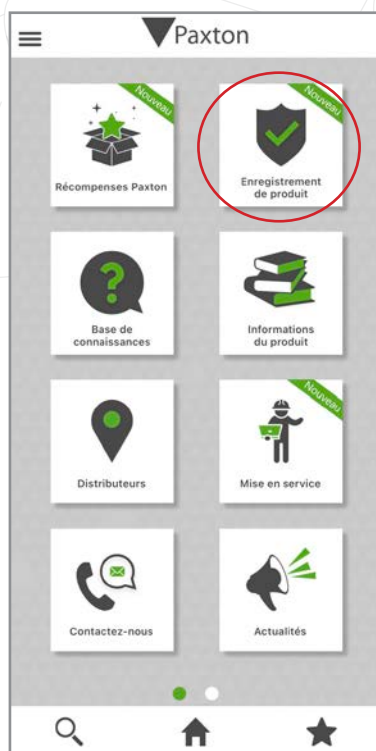 Paxton
Nouveau
Récompenses Paxton
Nouveau
Enregistrement
de produit
?
Base de
connaissances
Informations
du produit
Distributeurs
Nouveau
Mise en service
Contactez-nous
Actualités